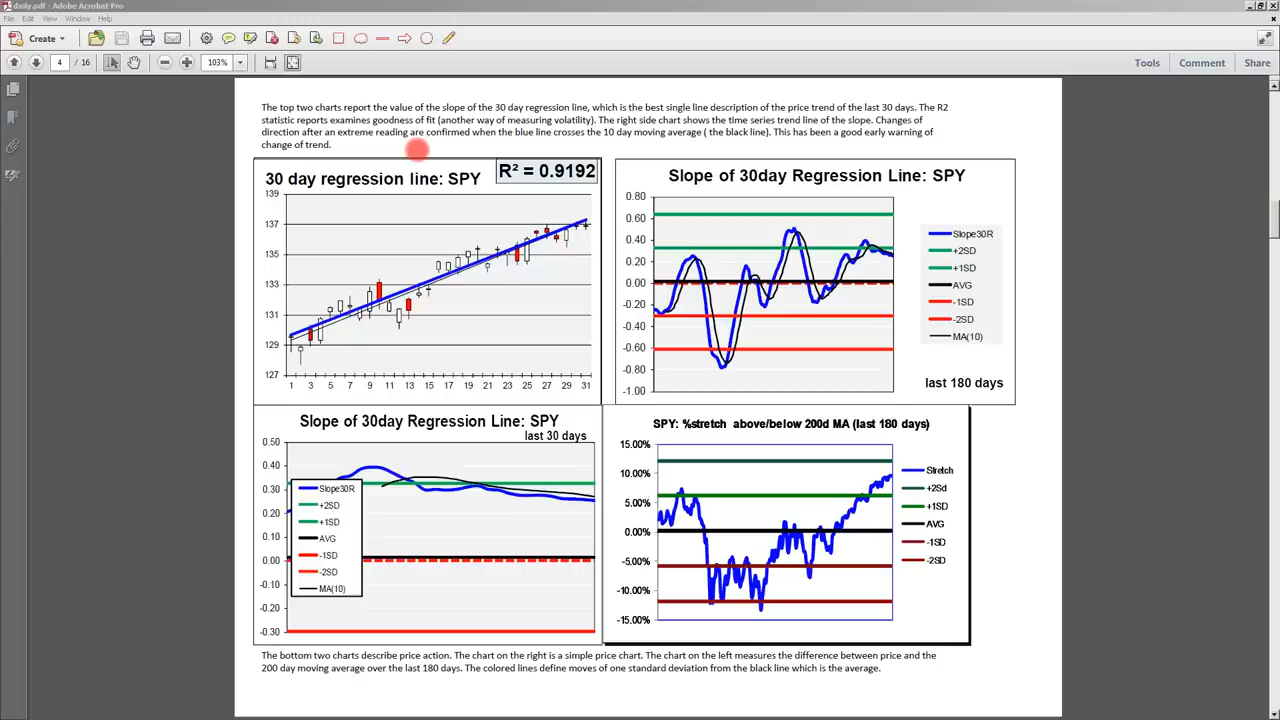 daily.pdf - Adobe Acrobat Pro
File Edit View Window Help
Create
4 / 16 103% Tools Comment Share
The top two charts report the value of the slope of the 30 day regression line, which is the best single line description of the price trend of the last 30 days. The R2
statistic reports examines goodness of fit (another way of measuring volatility). The right side chart shows the time series trend line of the slope. Changes of
direction after an extreme reading are confirmed when the blue line crosses the 10 day moving average ( the black line). This has been a good early warning of
change of trend.
30 day regression line: SPY
R² = 0.9192
139
137
135
133
131
129
127
1 3 5 7 9 11 13 15 17 19 21 23 25 27 29 31
Slope of 30day Regression Line: SPY
0.80
0.60
0.40
0.20
0.00
-0.20
-0.40
-0.60
-0.80
-1.00
Slope30R
+2SD
+1SD
AVG
-1SD
-2SD
MA(10)
last 180 days
Slope of 30day Regression Line: SPY
last 30 days
0.50
0.40
0.30
0.20
0.10
0.00
-0.10
-0.20
-0.30
Slope30R
+2SD
+1SD
AVG
-1SD
-2SD
MA(10)
SPY: %stretch above/below 200d MA (last 180 days)
15.00%
10.00%
5.00%
0.00%
-5.00%
-10.00%
-15.00%
Stretch
+2Sd
+1SD
AVG
-1SD
-2SD
The bottom two charts describe price action. The chart on the right is a simple price chart. The chart on the left measures the difference between price and the
200 day moving average over the last 180 days. The colored lines define moves of one standard deviation from the black line which is the average.